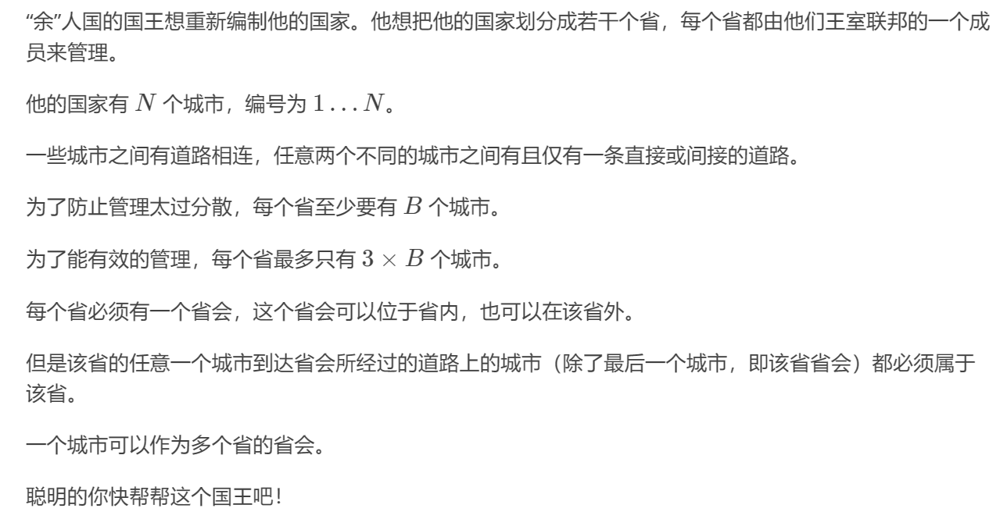 “余”人国的国王想重新编制他的国家。他想把他的国家划分成若干个省，每个省都由他们王室联邦的一个成
员来管理。
他的国家有 N 个城市，编号为 1…N。
一些城市之间有道路相连，任意两个不同的城市之间有且仅有一条直接或间接的道路。
为了防止管理太过分散，每个省至少要有 B 个城市。
为了能有效的管理，每个省最多只有 3 × B 个城市。
每个省必须有一个省会，这个省会可以位于省内，也可以在该省外。
但是该省的任意一个城市到达省会所经过的道路上的城市（除了最后一个城市，即该省省会）都必须属于
该省。
一个城市可以作为多个省的省会。
聪明的你快帮帮这个国王吧！